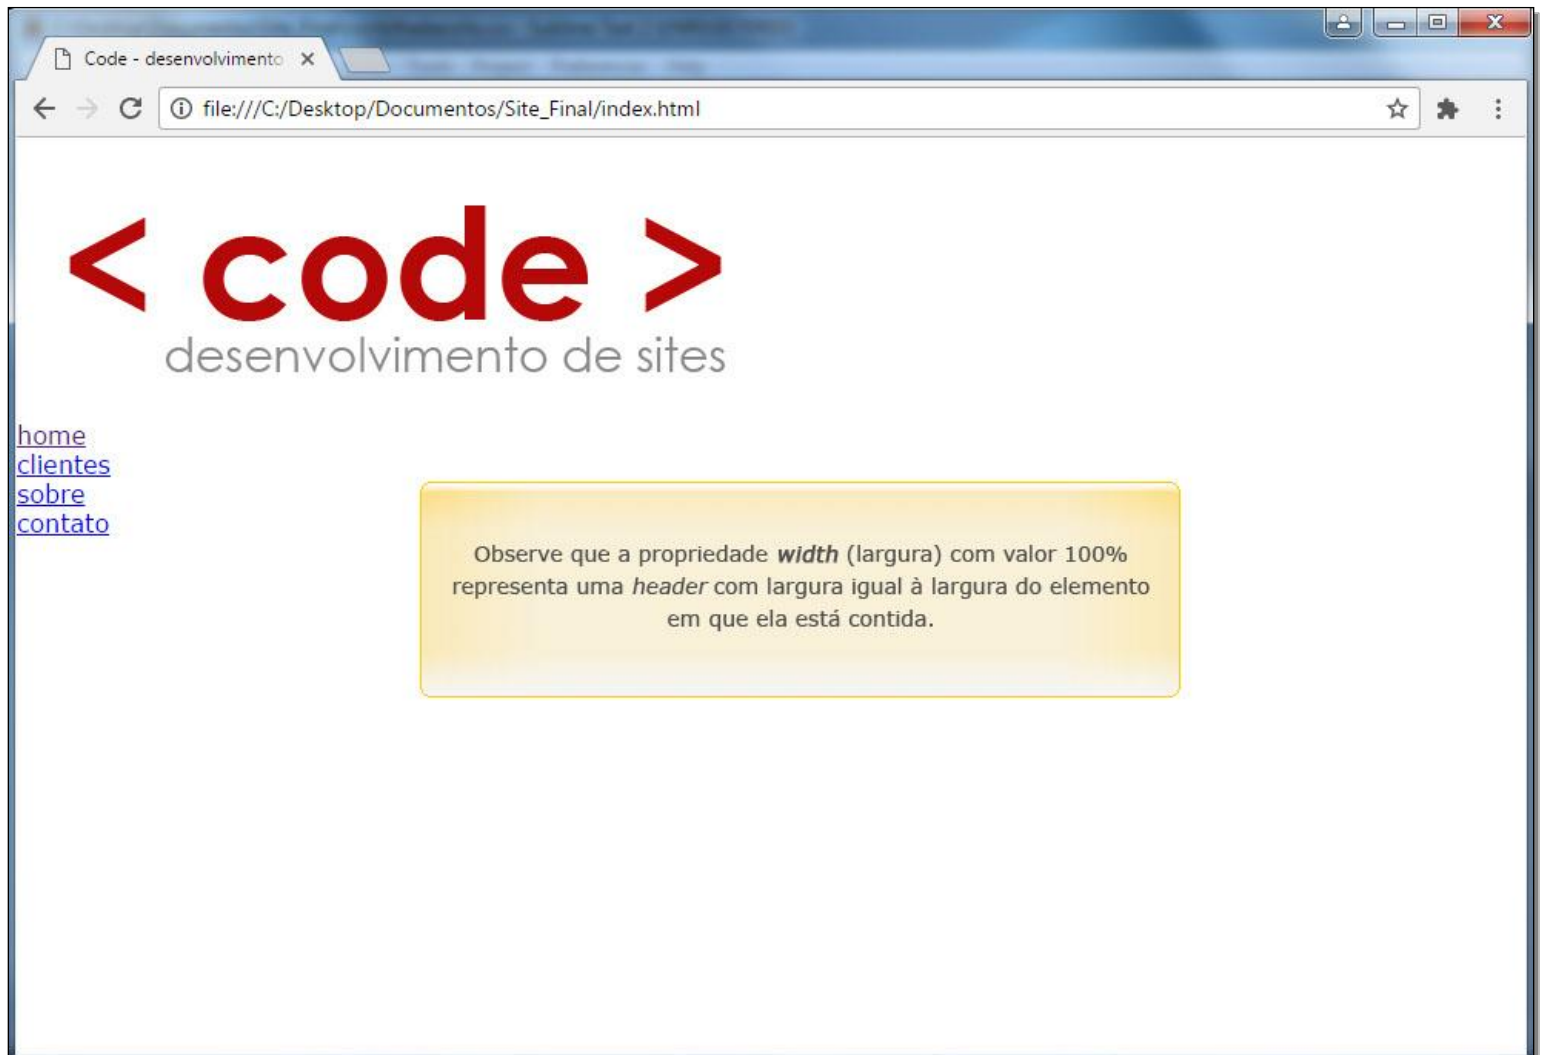 Code - desenvolvimento
file:///C:/Desktop/Documentos/Site_Final/index.html
< code >
desenvolvimento de sites
home
clientes
sobre
contato
Observe que a propriedade width (largura) com valor 100%
representa uma header com largura igual à largura do elemento
em que ela está contida.